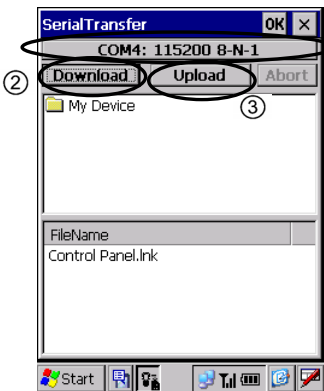 SerialTransfer OK ×
COM4: 115200 8-N-1
② Download Upload Abort
③
My Device
FileName
Control Panel.lnk
Start